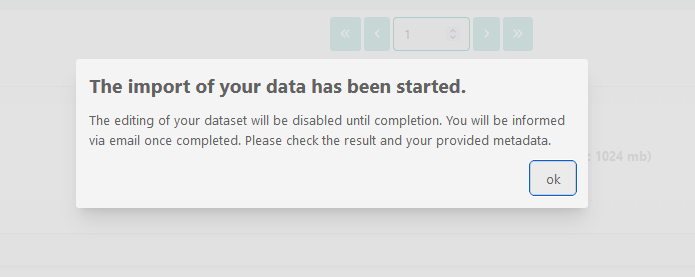 « ‹ 1 › »
The import of your data has been started.
The editing of your dataset will be disabled until completion. You will be informed
via email once completed. Please check the result and your provided metadata.
: 1024 mb)
ok